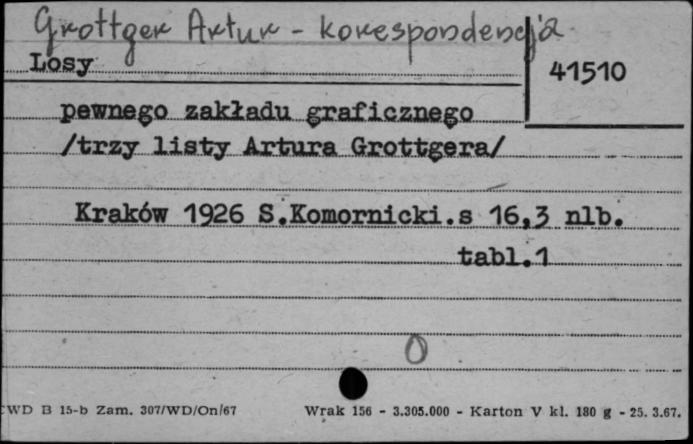 Grottger Artur - korespondencja
Losy
41510
pewnego zakładu graficznego
/trzy listy Artura Grottgera/
Kraków 1926 S.Komornicki.s 16,3 nlb.
tabl.1
0
CWD B 15-b Zam. 307/WD/On/67 Wrak 156 - 3.305.000 - Karton V kl. 180 g - 25. 3.67.